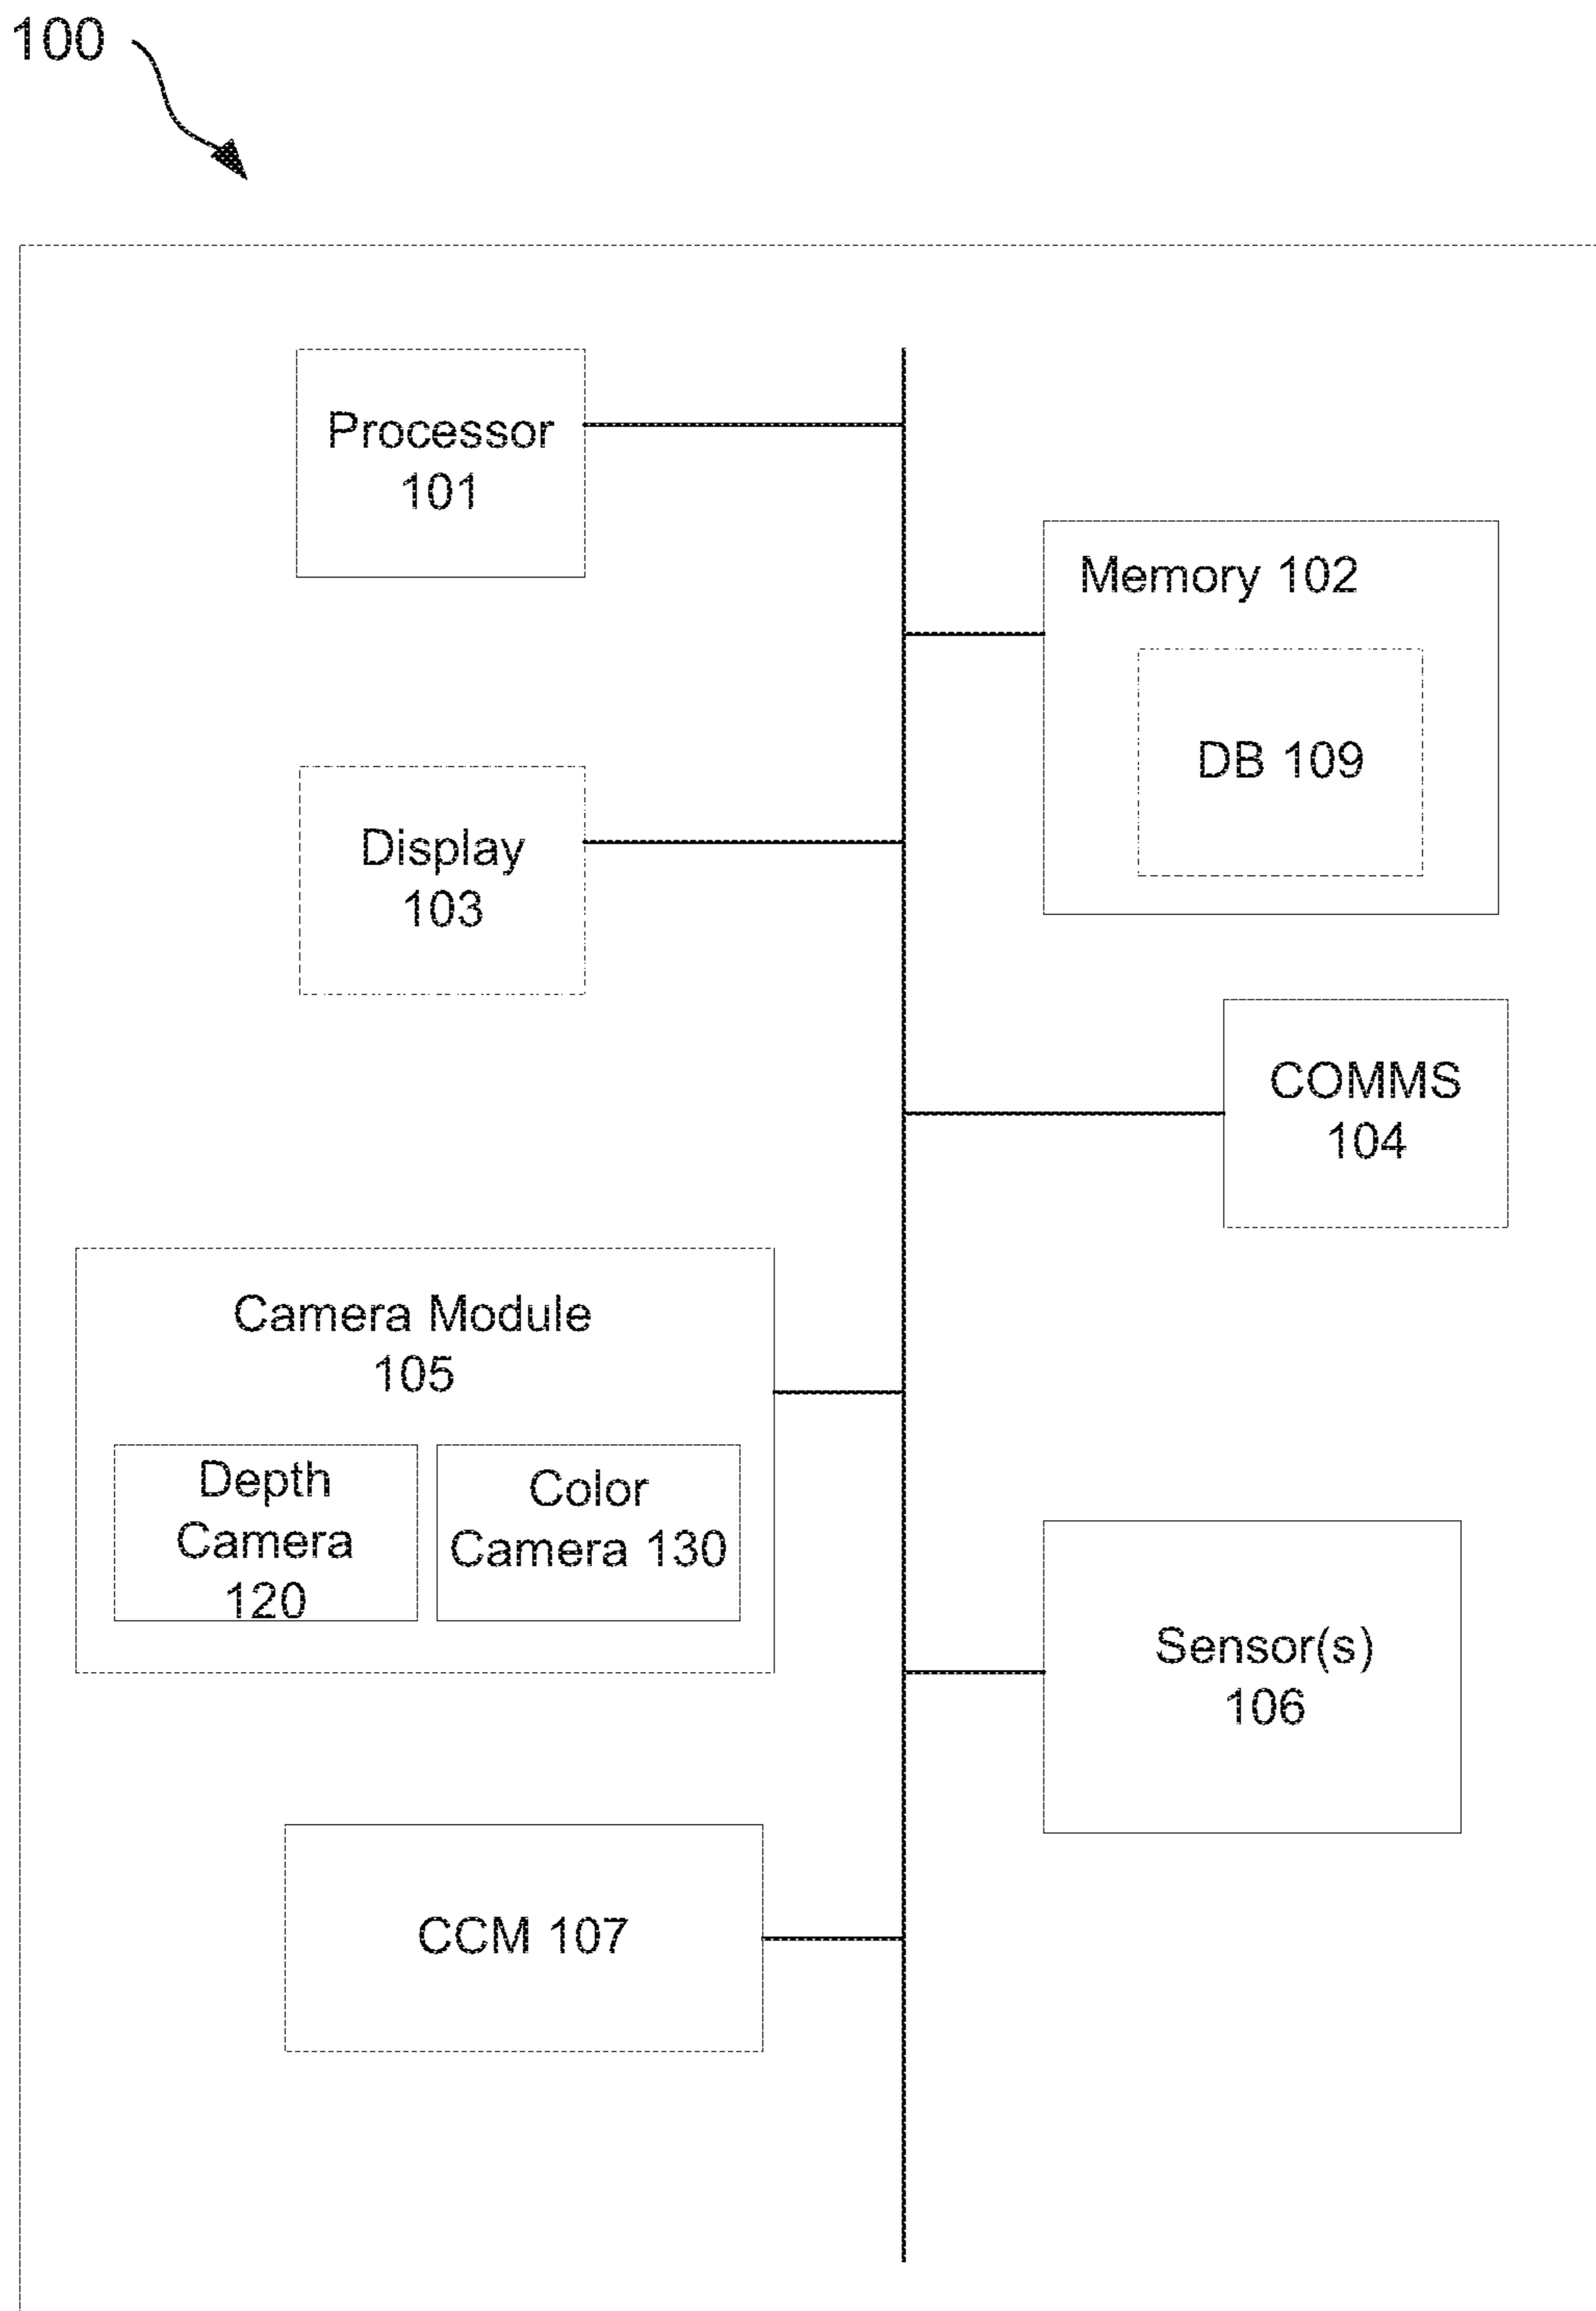 100
Processor
101
Memory 102
DB 109
Display
103
COMMS
104
Camera Module
105
Depth
Camera
120
Color
Camera 130
Sensor(s)
106
CCM 107